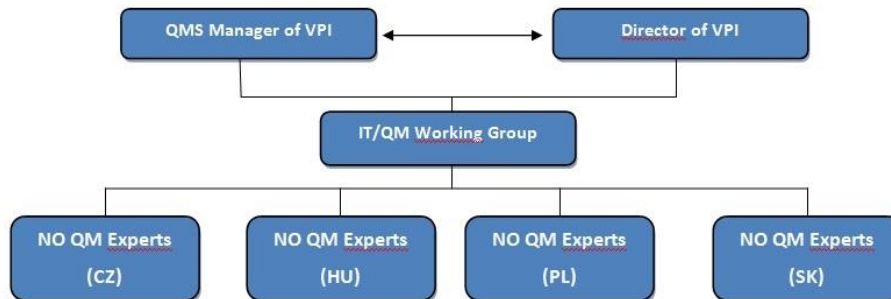 QMS Manager of VPI
Director of VPI
IT/QM Working Group
NO QM Experts
(CZ)
NO QM Experts
(HU)
NO QM Experts
(PL)
NO QM Experts
(SK)